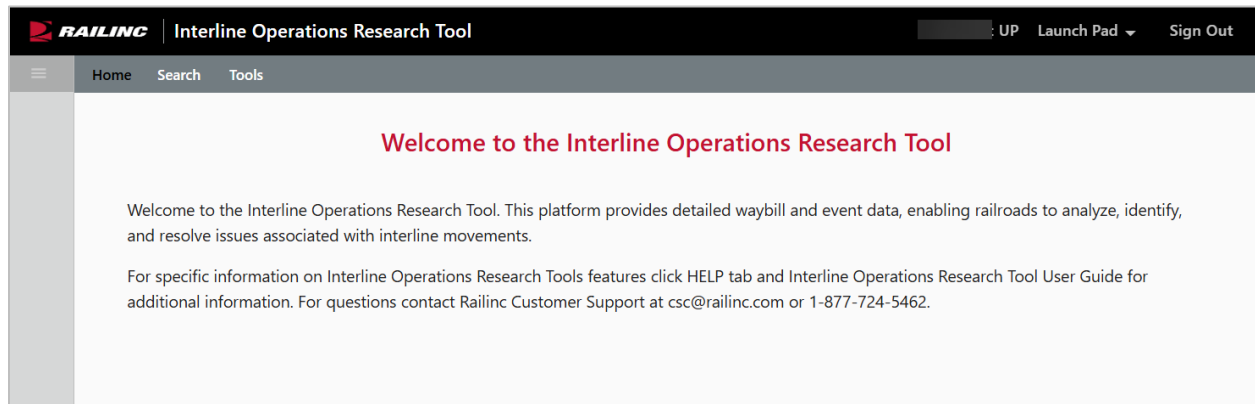 RAILINC Interline Operations Research Tool : UP Launch Pad Sign Out
Home Search Tools
Welcome to the Interline Operations Research Tool
Welcome to the Interline Operations Research Tool. This platform provides detailed waybill and event data, enabling railroads to analyze, identify,
and resolve issues associated with interline movements.
For specific information on Interline Operations Research Tools features click HELP tab and Interline Operations Research Tool User Guide for
additional information. For questions contact Railinc Customer Support at csc@railinc.com or 1-877-724-5462.